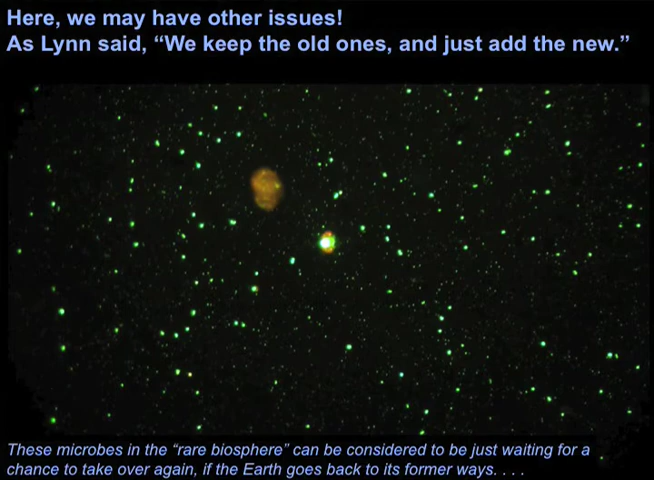 Here, we may have other issues!
As Lynn said, “We keep the old ones, and just add the new.”
These microbes in the “rare biosphere” can be considered to be just waiting for a
chance to take over again, if the Earth goes back to its former ways. . . .